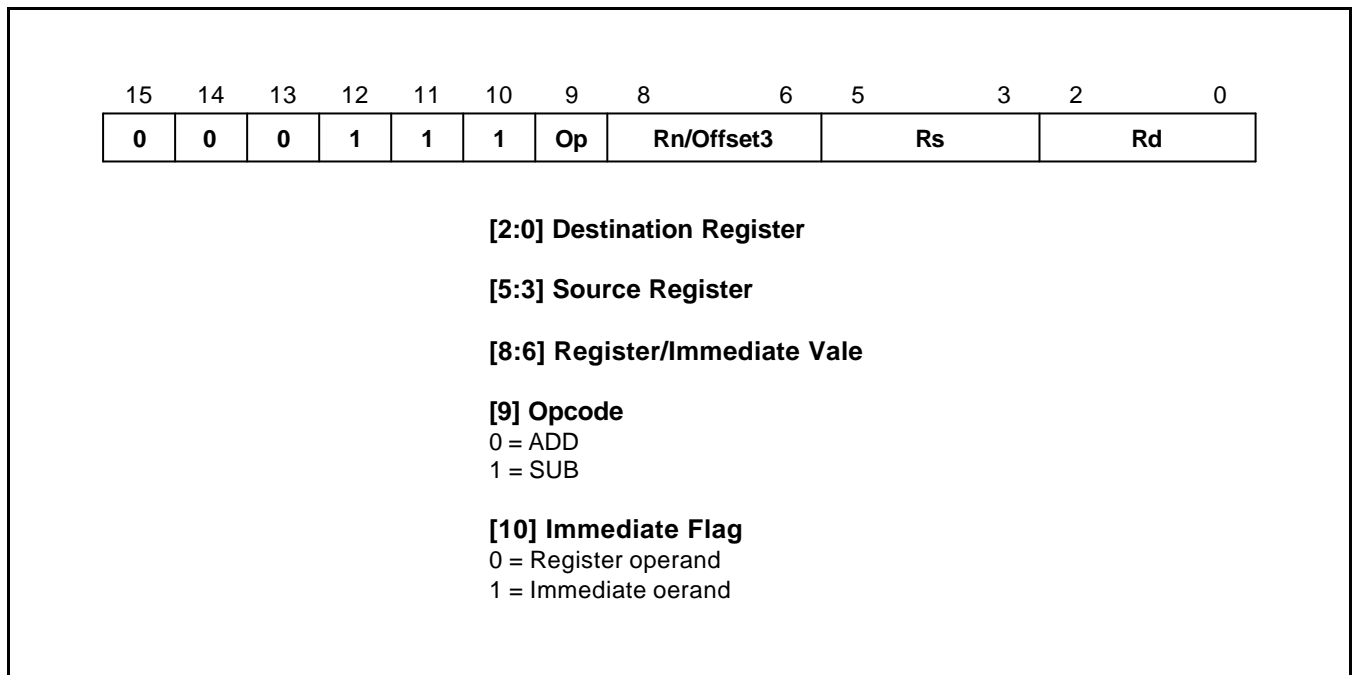 15 14 13 12 11 10 9 8 6 5 3 2 0
0 0 0 1 1 1 Op Rn/Offset3 Rs Rd
[2:0] Destination Register
[5:3] Source Register
[8:6] Register/Immediate Vale
[9] Opcode
0 = ADD
1 = SUB
[10] Immediate Flag
0 = Register operand
1 = Immediate oerand